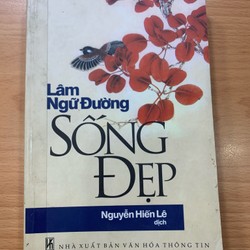 Lâm
Ngữ Đường
SỐNG
ĐẸP
Nguyễn Hiến Lê
dịch
NHÀ XUẤT BẢN VĂN HÓA THÔNG TIN